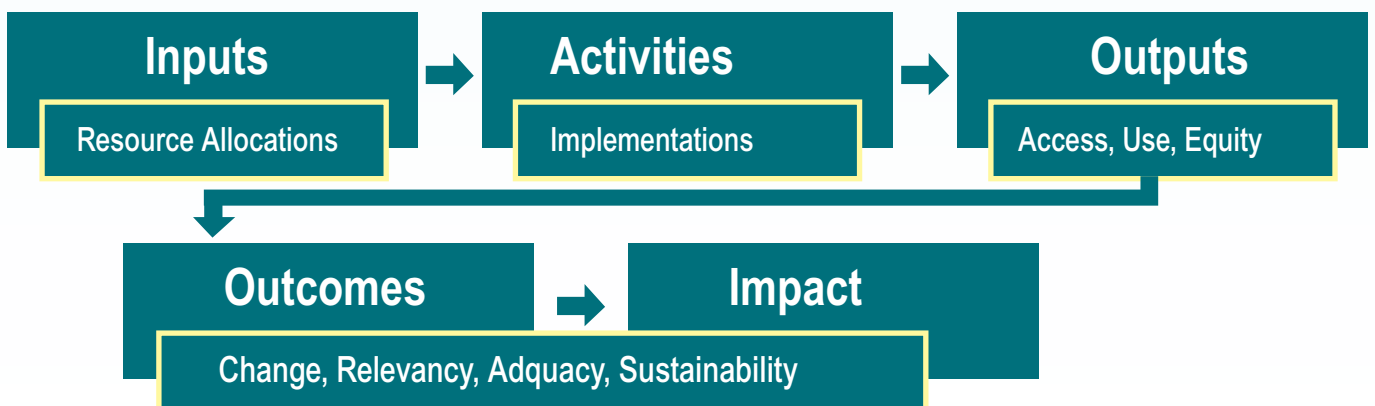 Inputs
Resource Allocations
Activities
Implementations
Outputs
Access, Use, Equity
Outcomes
Impact
Change, Relevancy, Adquacy, Sustainability